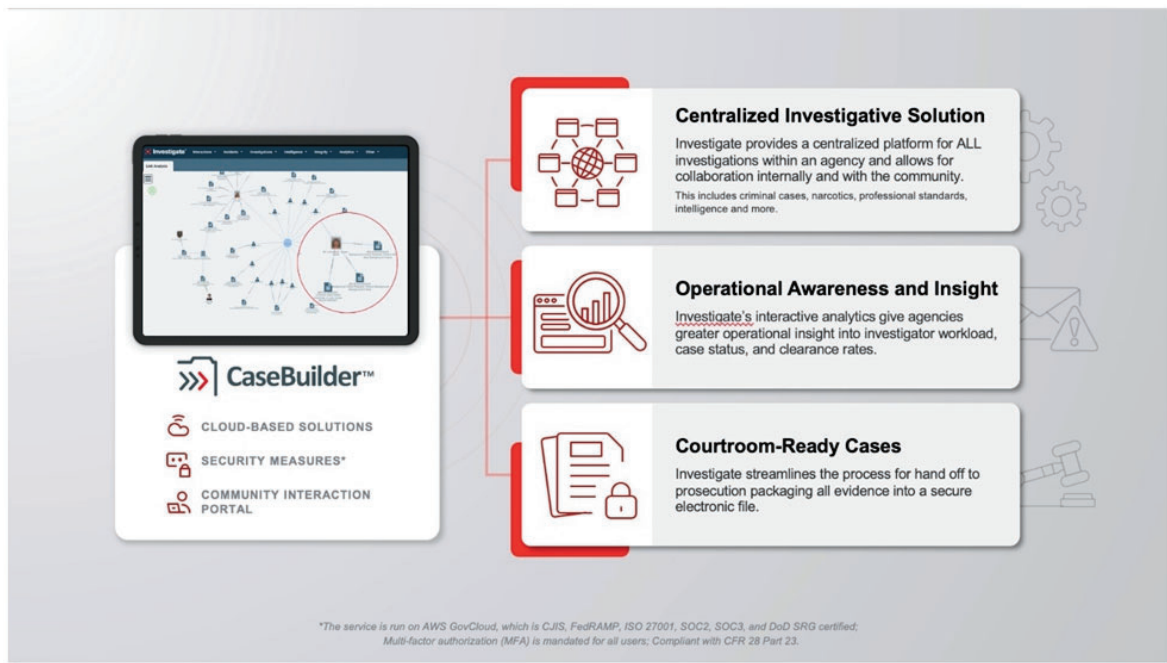 Investigate
CaseBuilder™
CLOUD-BASED SOLUTIONS
SECURITY MEASURES*
COMMUNITY INTERACTION
PORTAL
Centralized Investigative Solution
Investigate provides a centralized platform for ALL
investigations within an agency and allows for
collaboration internally and with the community.
This includes criminal cases, narcotics, professional standards,
intelligence and more.
Operational Awareness and Insight
Investigate's interactive analytics give agencies
greater operational insight into investigator workload,
case status, and clearance rates.
Courtroom-Ready Cases
Investigate streamlines the process for hand off to
prosecution packaging all evidence into a secure
electronic file.
*The service is run on AWS GovCloud, which is CJIS, FedRAMP, ISO 27001, SOC2, SOC3, and DoD SRG certified;
Multi-factor authorization (MFA) is mandated for all users; Compliant with CFR 28 Part 23.